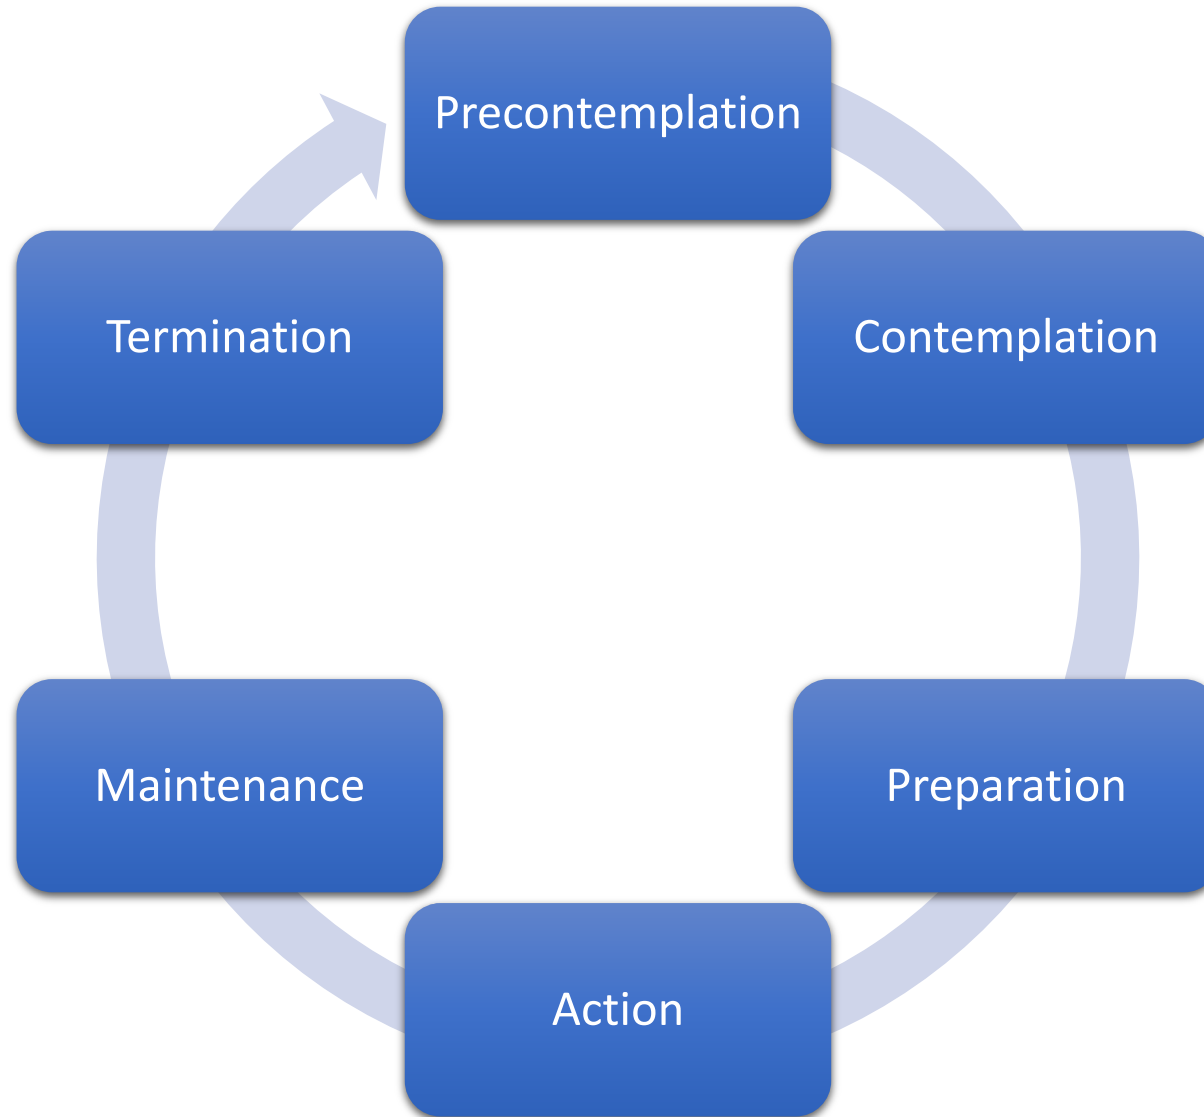 Precontemplation
Contemplation
Preparation
Action
Maintenance
Termination